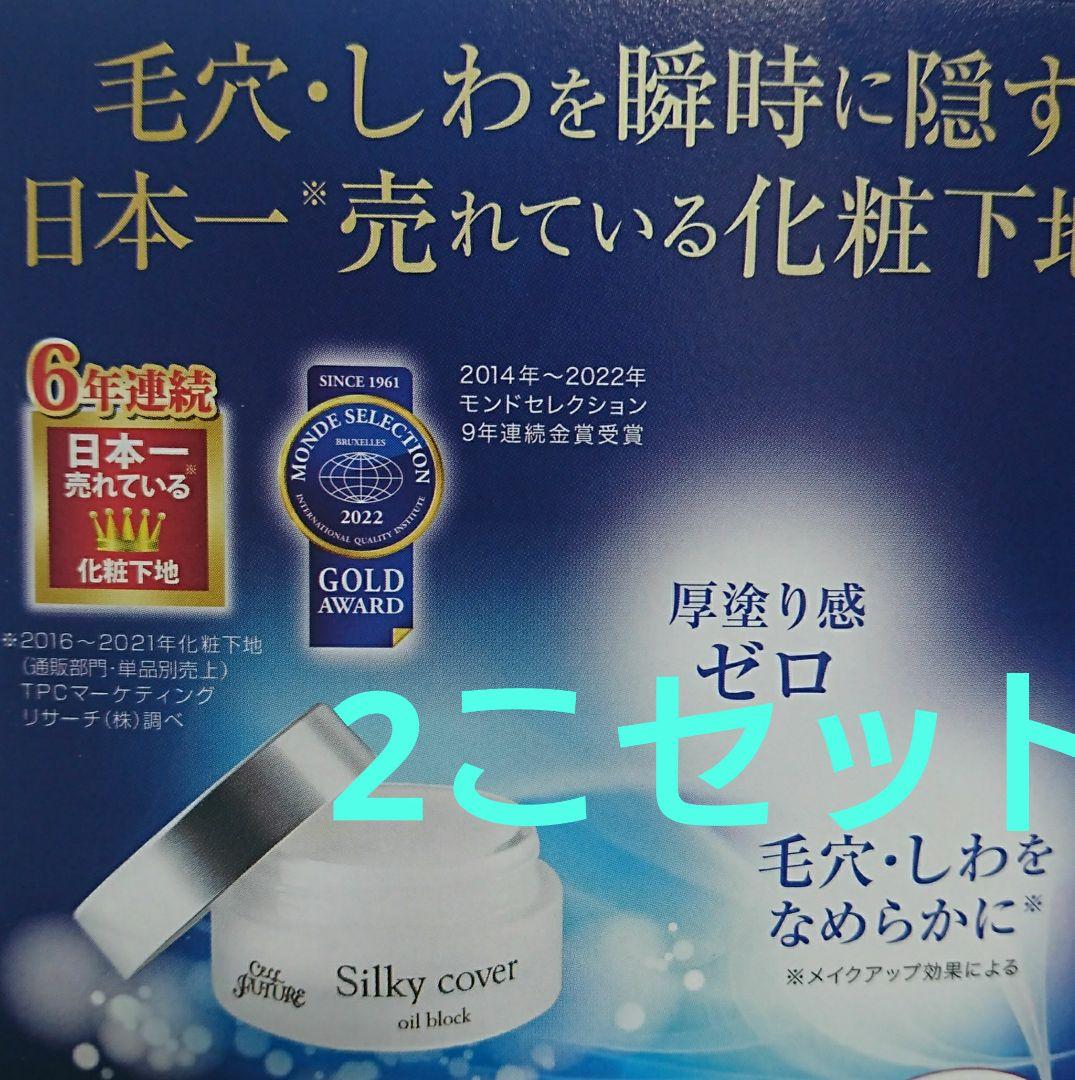 毛穴・しわを瞬時に隠す
日本一※売れている化粧下地
6年連続
日本一
売れている※
化粧下地
SINCE 1961
MONDE SELECTION
BRUXELLES
2022
INTERNATIONAL QUALITY INSTITUTE
GOLD
AWARD
2014年～2022年
モンドセレクション
9年連続金賞受賞
※2016～2021年化粧下地
(通販部門・単品別売上)
TPCマーケティング
リサーチ(株)調べ
厚塗り感
ゼロ
2こセット
毛穴・しわを
なめらかに※
※メイクアップ効果による
CELL
FUTURE
Silky cover
oil block